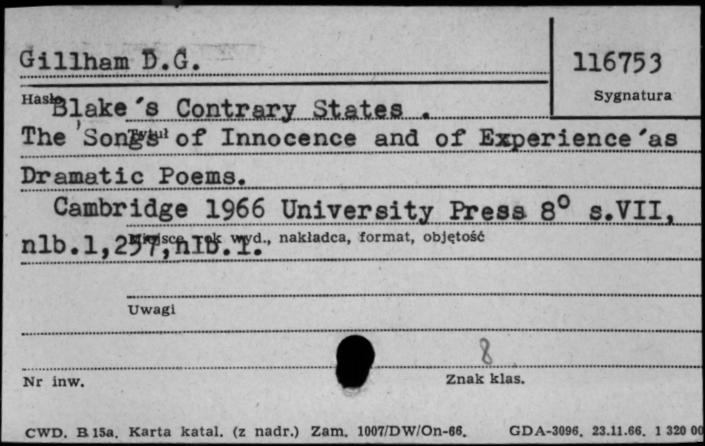 Gillham D.G.
116753
Sygnatura
Hasło
Blake's Contrary States.
The 'Songs of Innocence and of Experience' as
Tytuł
Dramatic Poems.
Cambridge 1966 University Press 8° s.VII,
nlb.1,257,nlb.1.
Miejsce, rok wyd., nakładca, format, objętość
Uwagi
8
Nr inw.
Znak klas.
CWD. B 15a. Karta katal. (z nadr.) Zam. 1007/DW/On-66. GDA-3096. 23.11.66. 1 320 00